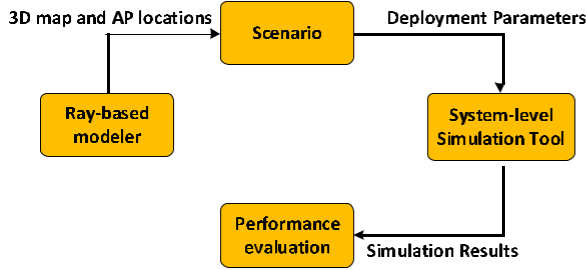 3D map and AP locations
Deployment Parameters
Scenario
Ray-based
modeler
System-level
Simulation Tool
Performance
evaluation
Simulation Results